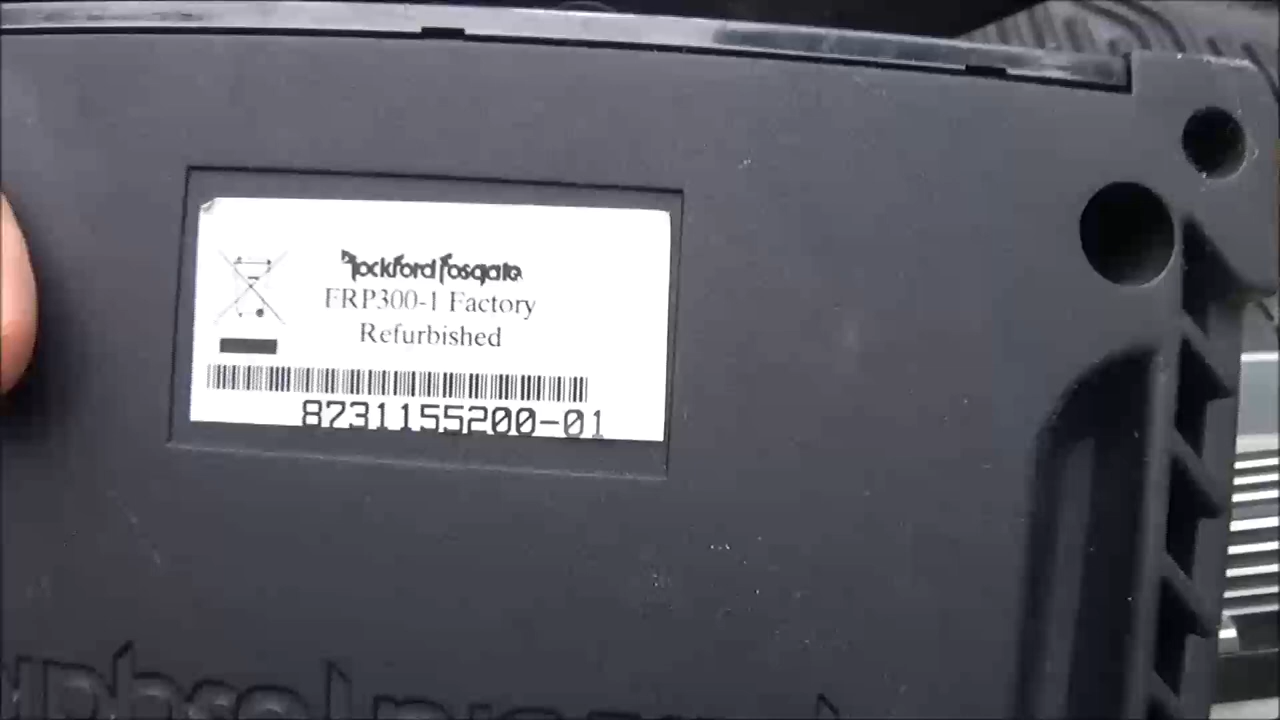 Rockford Fosgate
FRP300-1 Factory
Refurbished
8731155200-01